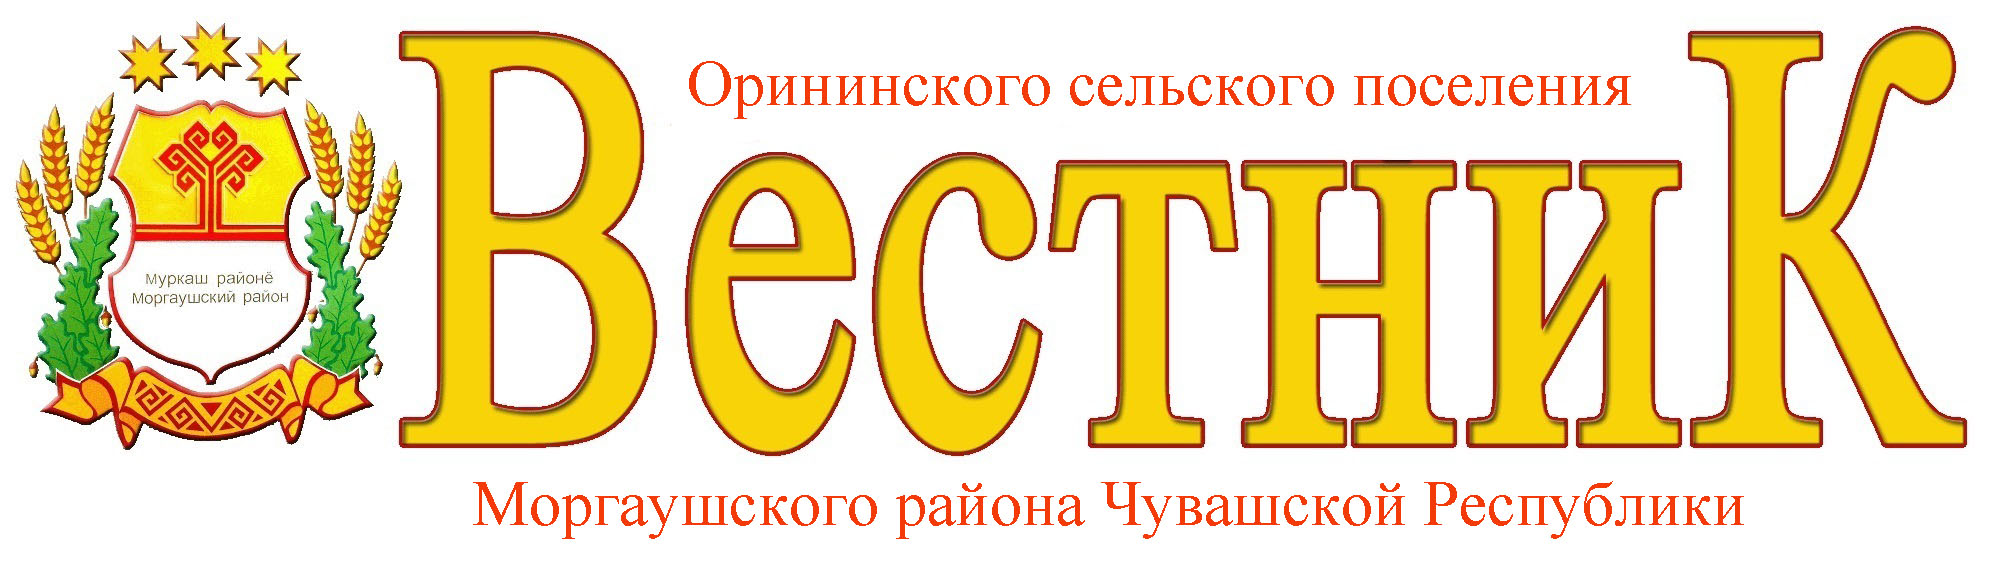 Вестник
Орининского сельского поселения
Муркаш районĕ
Моргаушский район
Моргаушского района Чувашской Республики